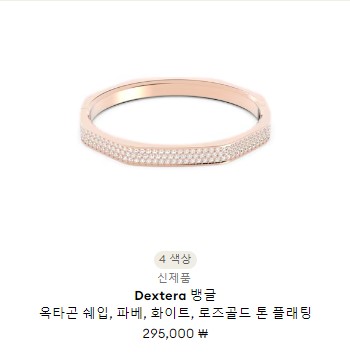 4 색상
신제품
Dextera 뱅글
옥타곤 쉐입, 파베, 화이트, 로즈골드 톤 플래팅
295,000 ₩